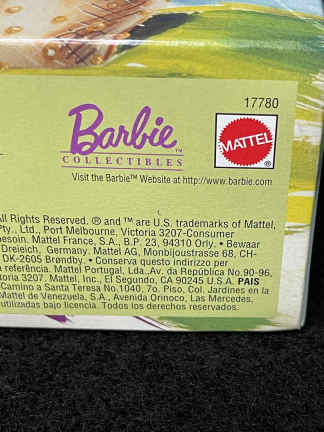 17780
Barbie™
COLLECTIBLES
MATTEL
Visit the Barbie™ Website at http://www.barbie.com
All Rights Reserved. ® and ™ are U.S. trademarks of Mattel,
Pty., Ltd., Port Melbourne, Victoria 3207-Consumer
besoin. Mattel France, S.A., B.P. 23, 94310 Orly. • Bewaar
Dreieich, Germany. Mattel AG, Monbijoustrasse 68, CH-
DK-2605 Brøndby. • Conserva questo indirizzo per
referência. Mattel Portugal, Lda.,Av. da República No.90-96,
toria 3207. Mattel, Inc., El Segundo, CA 90245 U.S.A. PAIS
Camino a Santa Teresa No.1040, 7o. Piso, Col. Jardines en la
Mattel de Venezuela, S.A., Avenida Orinoco, Las Mercedes,
utilizadas bajo licencia. Todos los derechos reservados.